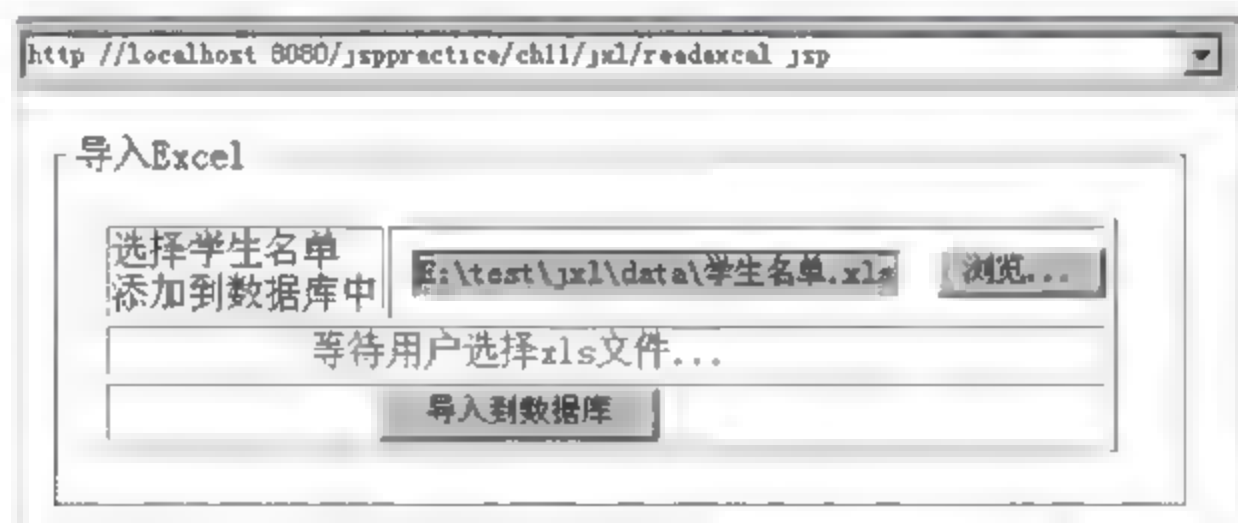 http //localhost 8080/jsppractice/ch11/jxl/readexcal jsp
导入Excel
选择学生名单
添加到数据库中
E:\test\jxl\data\学生名单.xls
浏览...
等待用户选择xls文件...
导入到数据库